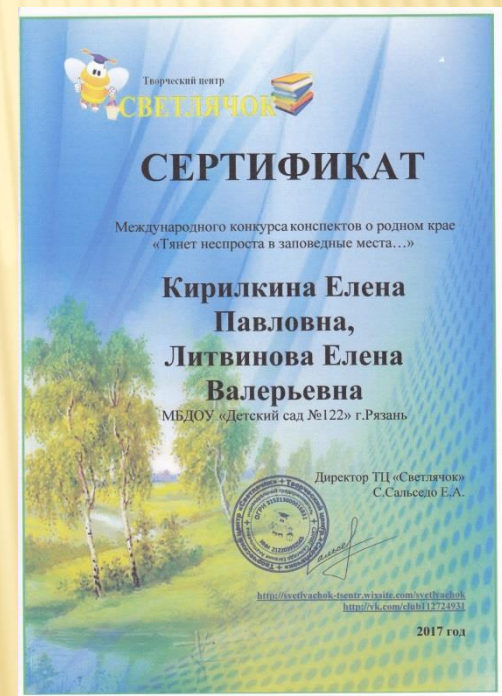 Творческий центр
СВЕТЛЯЧОК
СЕРТИФИКАТ
Международного конкурса конспектов о родном крае
«Тянет неспроста в заповедные места…»
Кирилкина Елена
Павловна,
Литвинова Елена
Валерьевна
МБДОУ «Детский сад №122» г.Рязань
Директор ТЦ «Светлячок»
С.Сальседо Е.А.
http://svetlyachok-tsentr.wixsite.com/svetlyachok
http://vk.com/club112724931
2017 год